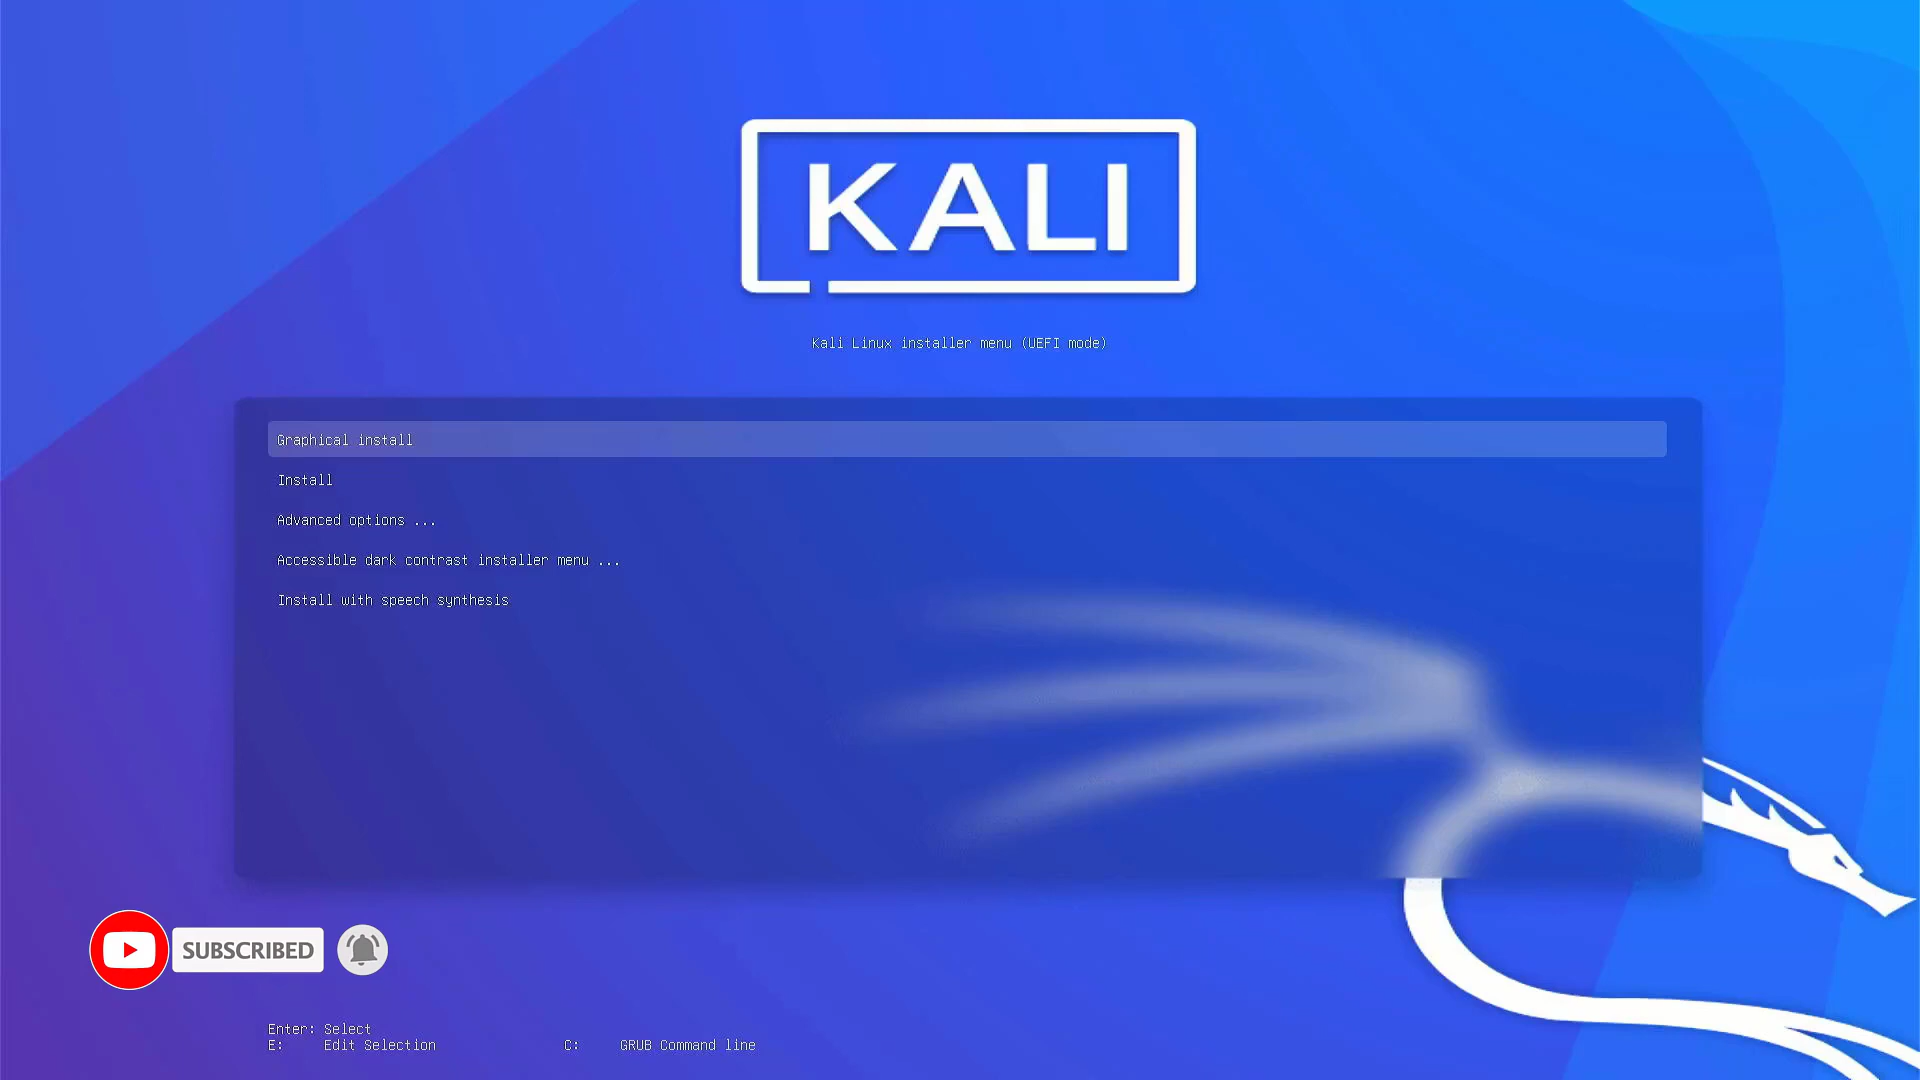 KALI
Kali Linux installer menu (UEFI mode)
Graphical install
Install
Advanced options ...
Accessible dark contrast installer menu ...
Install with speech synthesis
SUBSCRIBED
Enter: Select
E: Edit Selection C: GRUB Command line